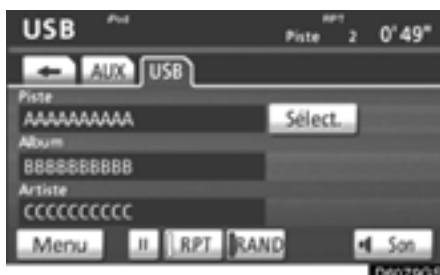 USB iPod RPT
Piste 2 0'49"
AUX USB
Piste
AAAAAAAAAA Sélect.
Album
BBBBBBBBBB
Artiste
CCCCCCCCCC
Menu II RPT RAND Son